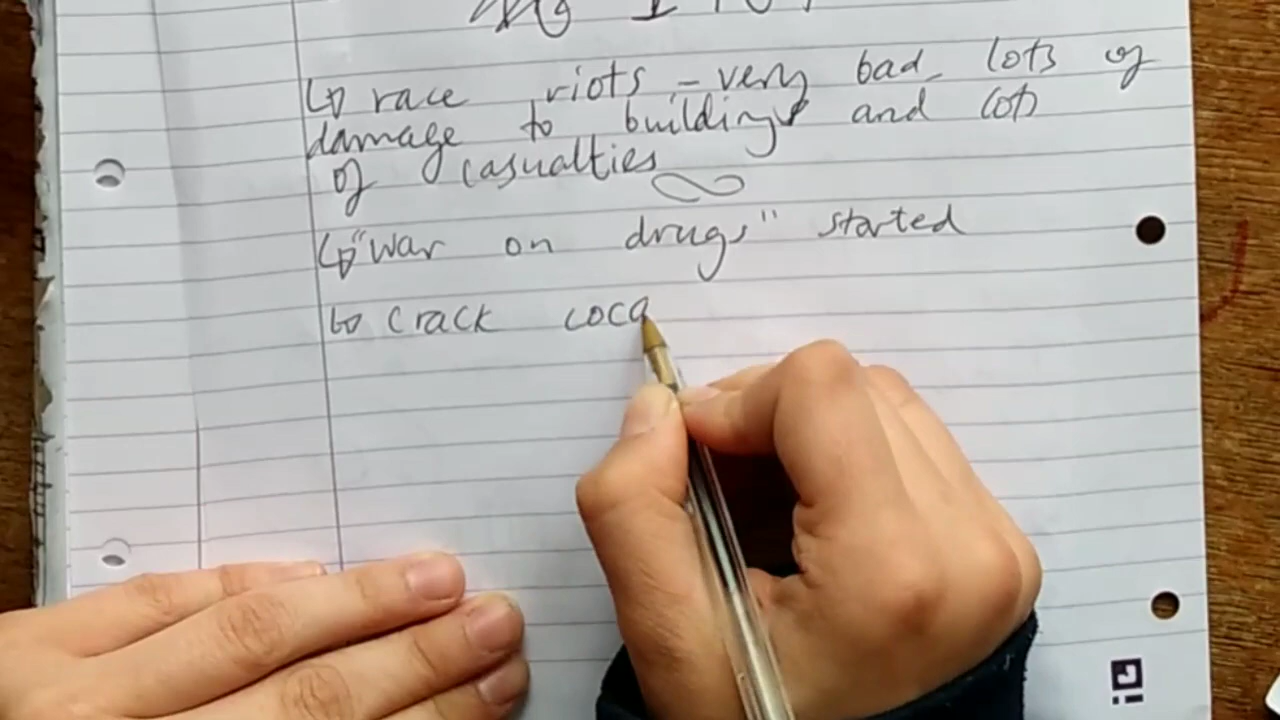 ↳ race riots - very bad, lots of
damage to buildings and lots
of casualties
↳ "war on drugs" started
↳ crack coca